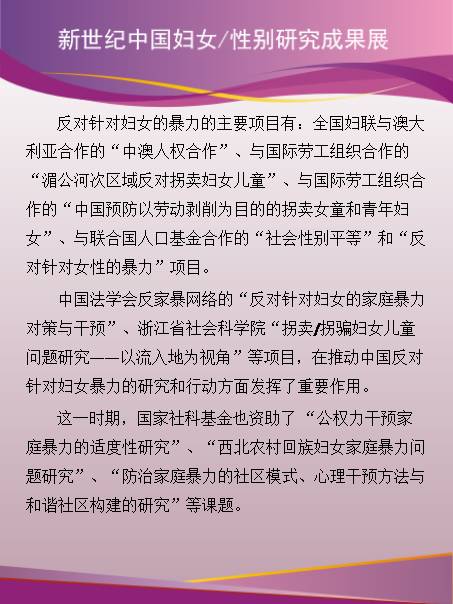 新世纪中国妇女/性别研究成果展
反对针对妇女的暴力的主要项目有：全国妇联与澳大
利亚合作的“中澳人权合作”、与国际劳工组织合作的
“湄公河次区域反对拐卖妇女儿童”、与国际劳工组织合
作的“中国预防以劳动剥削为目的的拐卖女童和青年妇
女”、与联合国人口基金合作的“社会性别平等”和“反
对针对女性的暴力”项目。
中国法学会反家暴网络的“反对针对妇女的家庭暴力
对策与干预”、浙江省社会科学院“拐卖/拐骗妇女儿童
问题研究——以流入地为视角”等项目，在推动中国反对
针对妇女暴力的研究和行动方面发挥了重要作用。
这一时期，国家社科基金也资助了 “公权力干预家
庭暴力的适度性研究”、“西北农村回族妇女家庭暴力问
题研究”、“防治家庭暴力的社区模式、心理干预方法与
和谐社区构建的研究”等课题。